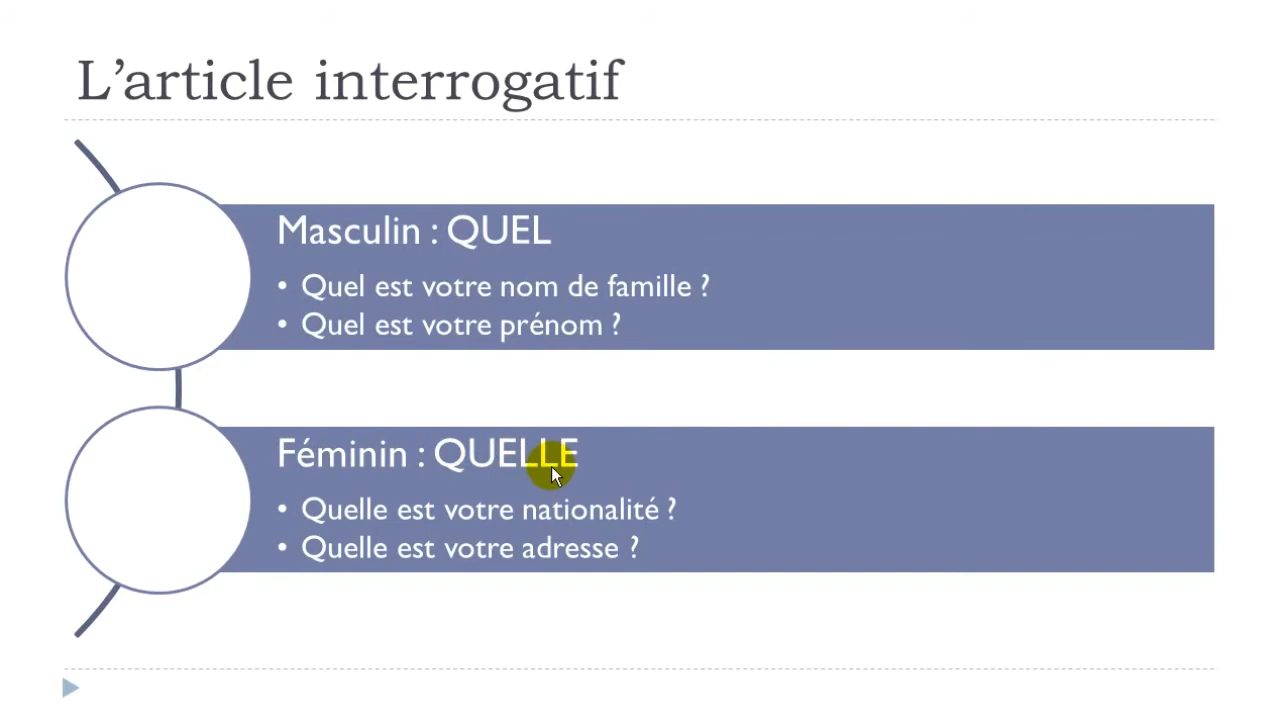 L’article interrogatif
Masculin : QUEL
• Quel est votre nom de famille ?
• Quel est votre prénom ?
Féminin : QUELLE
• Quelle est votre nationalité ?
• Quelle est votre adresse ?